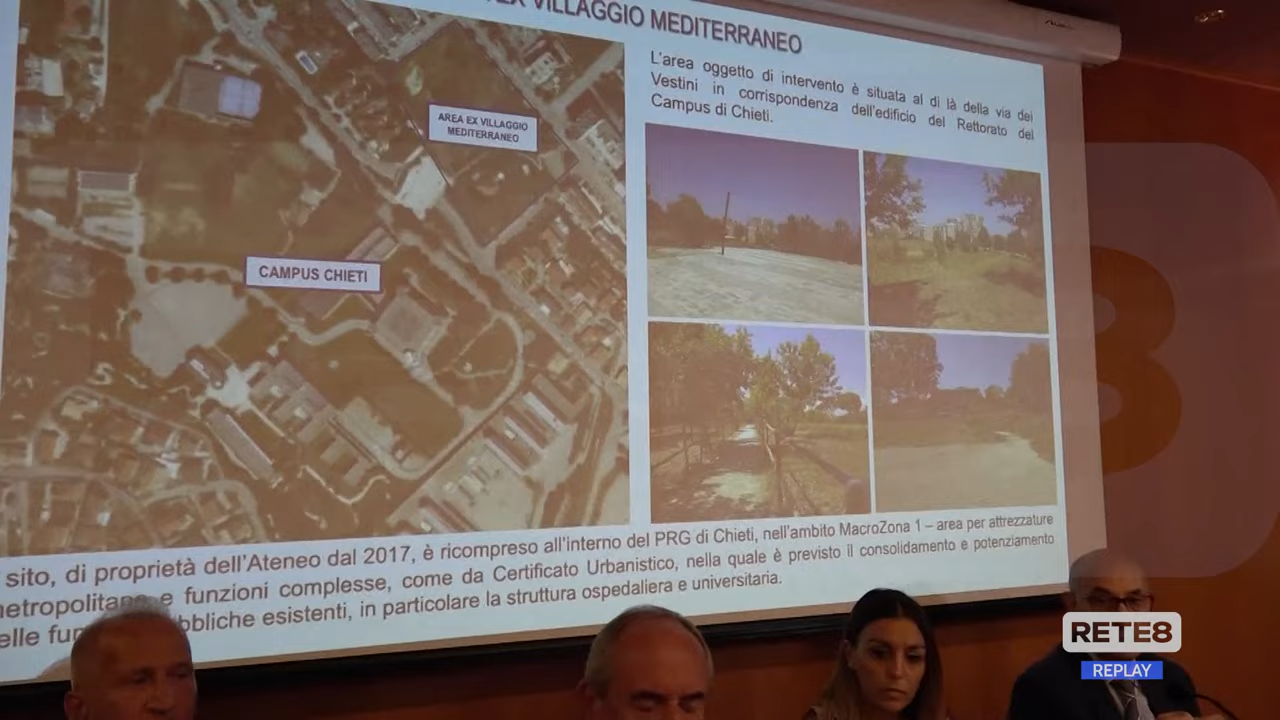 EX VILLAGGIO MEDITERRANEO
L'area oggetto di intervento è situata al di là della via dei
Vestini in corrispondenza dell'edificio del Rettorato del
Campus di Chieti.
AREA EX VILLAGGIO
MEDITERRANEO
CAMPUS CHIETI
sito, di proprietà dell'Ateneo dal 2017, è ricompreso all'interno del PRG di Chieti, nell'ambito MacroZona 1 – area per attrezzature
e funzioni complesse, come da Certificato Urbanistico, nella quale è previsto il consolidamento e potenziamento
esistenti, in particolare la struttura ospedaliera e universitaria.
RETE8
REPLAY